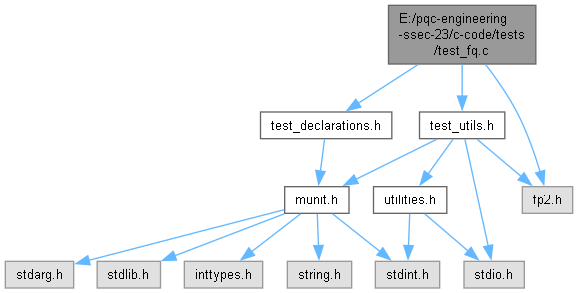 E:/pqc-engineering
-ssec-23/c-code/tests
/test_fq.c
test_declarations.h
test_utils.h
munit.h
utilities.h
fp2.h
stdarg.h
stdlib.h
inttypes.h
string.h
stdint.h
stdio.h